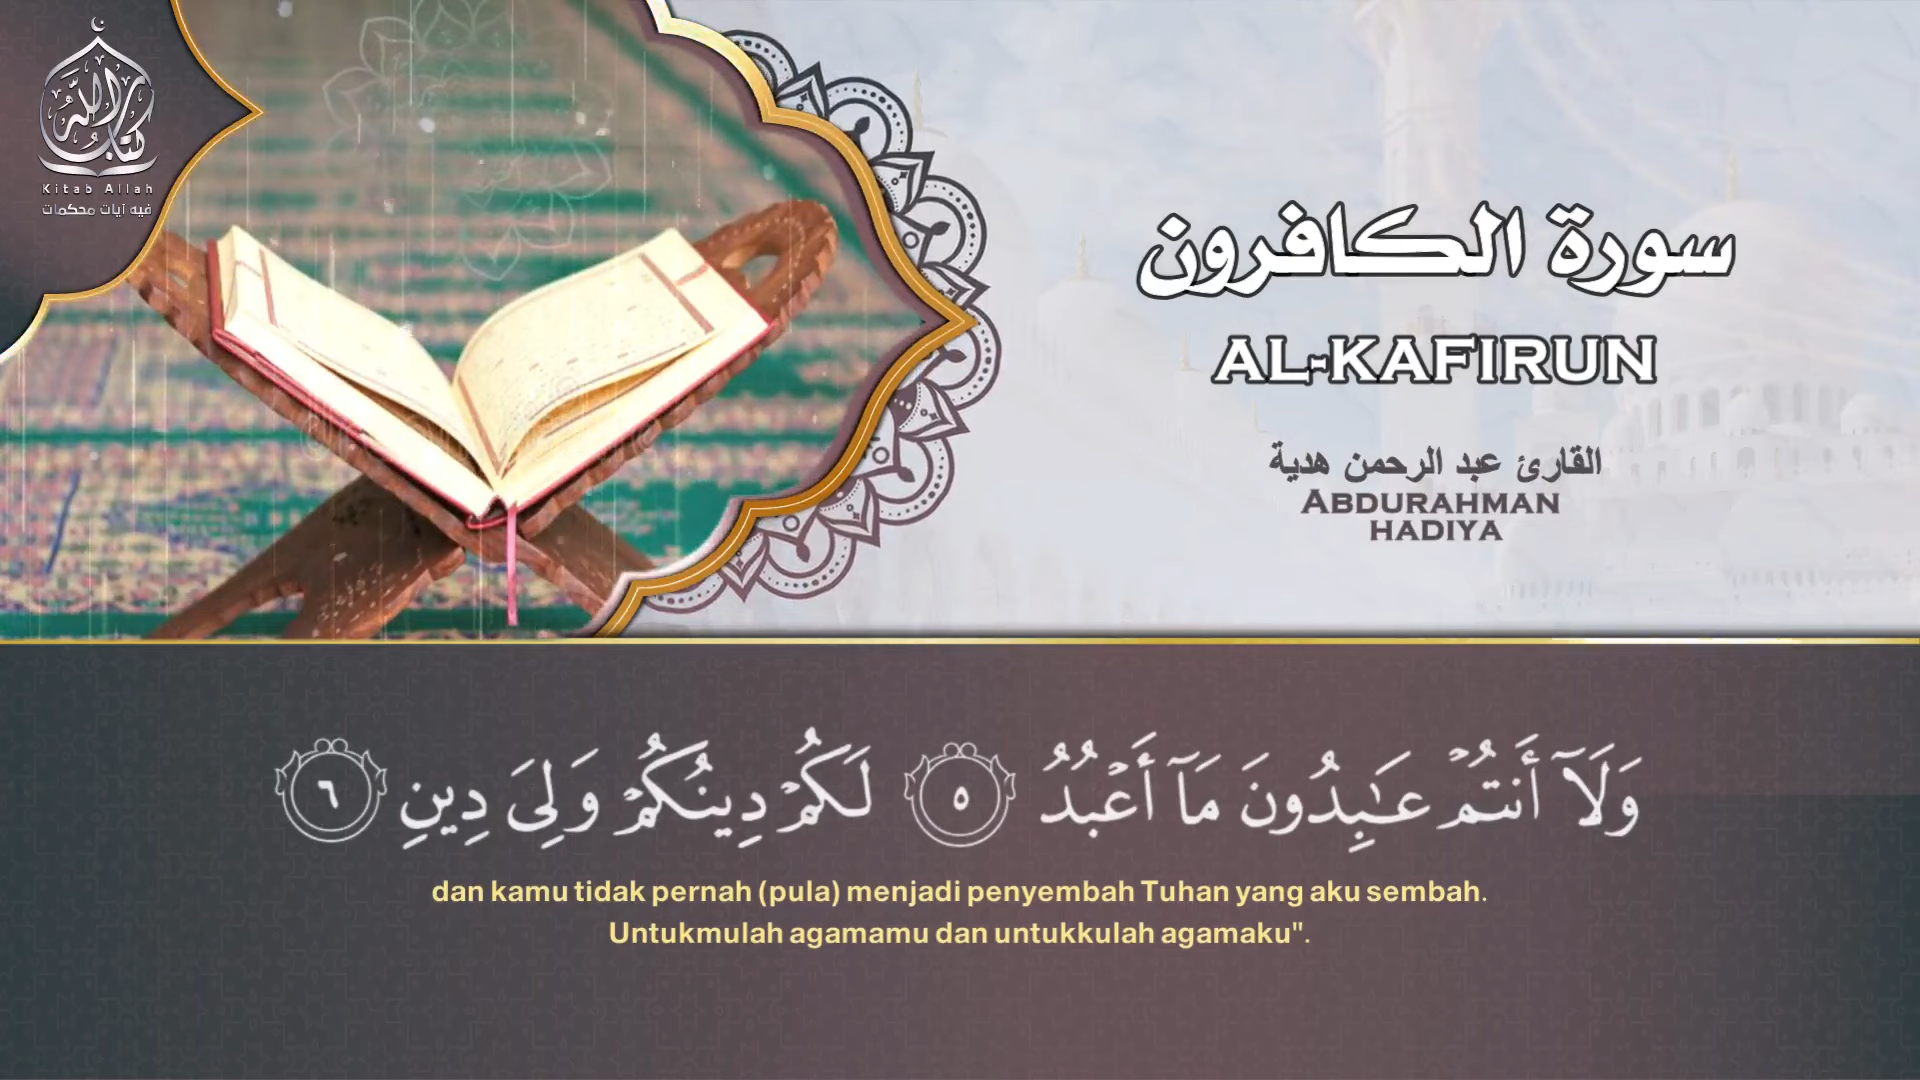 كتاب الله
Kitab Allah
فيه آيات محكمات
سورة الكافرون
AL-KAFIRUN
القارئ عبد الرحمن هدية
ABDURAHMAN
HADIYA
وَلَآ أَنتُمۡ عَٰبِدُونَ مَآ أَعۡبُدُ ٥ لَكُمۡ دِينُكُمۡ وَلِيَ دِينِ ٦
dan kamu tidak pernah (pula) menjadi penyembah Tuhan yang aku sembah.
Untukmulah agamamu dan untukkulah agamaku".